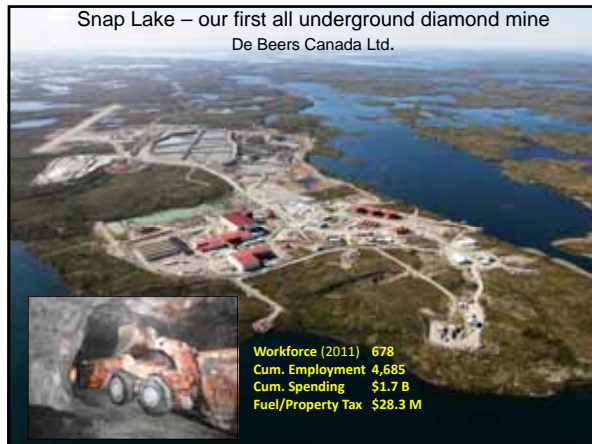 Snap Lake – our first all underground diamond mine
De Beers Canada Ltd.
Workforce (2011) 678
Cum. Employment 4,685
Cum. Spending $1.7 B
Fuel/Property Tax $28.3 M